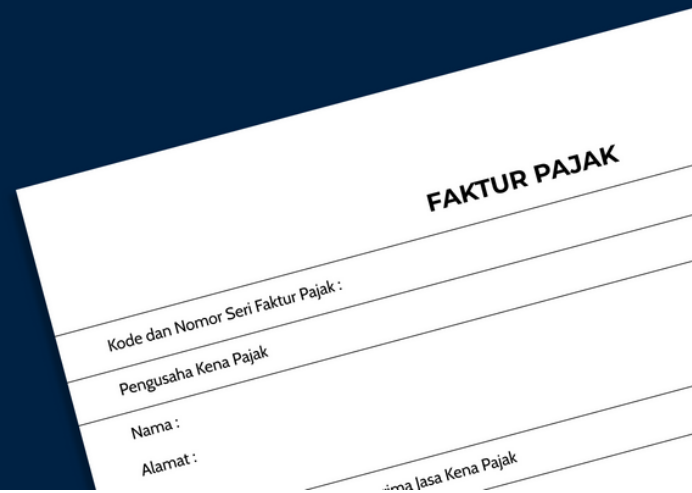 FAKTUR PAJAK
Kode dan Nomor Seri Faktur Pajak :
Pengusaha Kena Pajak
Nama :
Alamat :
Jasa Kena Pajak